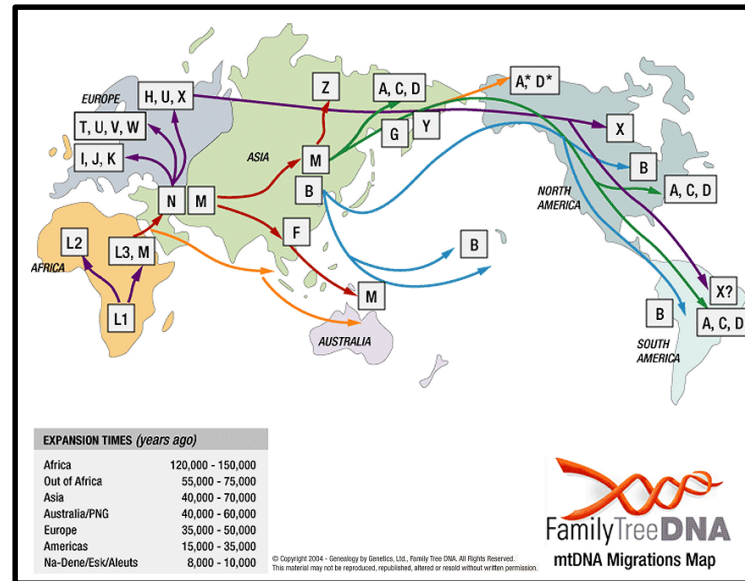 Z
A, C, D
A,* D*
H, U, X
EUROPE
T, U, V, W
G
Y
X
I, J, K
ASIA
M
B
B
NORTH
AMERICA
A, C, D
N
M
L2
L3, M
F
B
AFRICA
M
X?
L1
B
A, C, D
SOUTH
AMERICA
AUSTRALIA
EXPANSION TIMES (years ago)
Africa 120,000 - 150,000
Out of Africa 55,000 - 75,000
Asia 40,000 - 70,000
Australia/PNG 40,000 - 60,000
Europe 35,000 - 50,000
Americas 15,000 - 35,000
Na-Dene/Esk/Aleuts 8,000 - 10,000
© Copyright 2004 - Genealogy by Genetics, Ltd., Family Tree DNA. All Rights Reserved.
This material may not be reproduced, republished, altered or resold without written permission.
FamilyTreeDNA
mtDNA Migrations Map